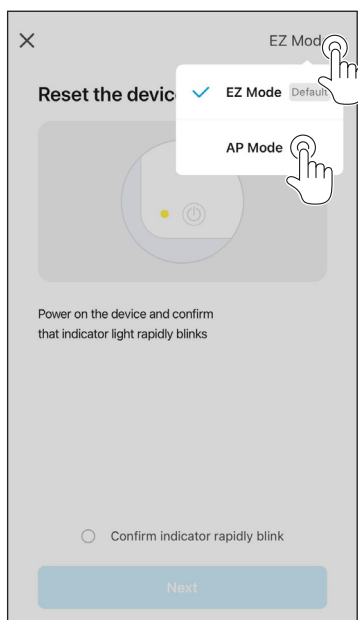 EZ Mod
Reset the devic
EZ Mode Default
AP Mode
Power on the device and confirm
that indicator light rapidly blinks
Confirm indicator rapidly blink
Next